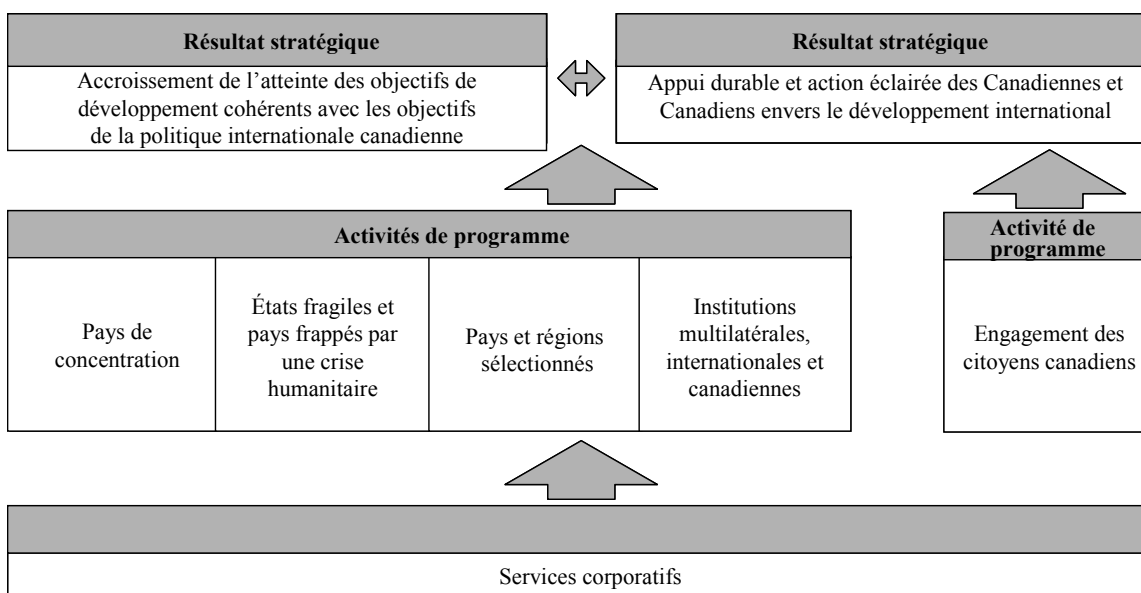 Résultat stratégique
Accroissement de l’atteinte des objectifs de
développement cohérents avec les objectifs
de la politique internationale canadienne
Résultat stratégique
Appui durable et action éclairée des Canadiennes et
Canadiens envers le développement international
Activités de programme
Pays de
concentration
États fragiles et
pays frappés par
une crise
humanitaire
Pays et régions
sélectionnés
Institutions
multilatérales,
internationales et
canadiennes
Activité de
programme
Engagement des
citoyens canadiens
Services corporatifs